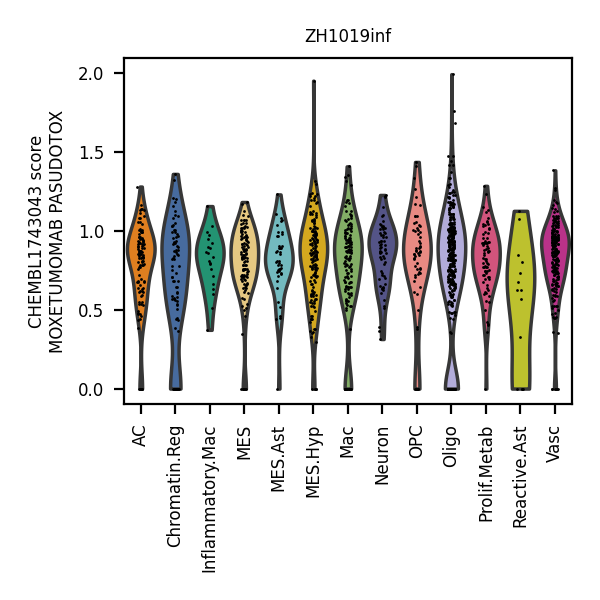 ZH1019inf
CHEMBL1743043 score
MOXETUMOMAB PASUDOTOX
2.0
1.5
1.0
0.5
0.0
AC
Chromatin.Reg
Inflammatory.Mac
MES
MES.Ast
MES.Hyp
Mac
Neuron
OPC
Oligo
Prolif.Metab
Reactive.Ast
Vasc